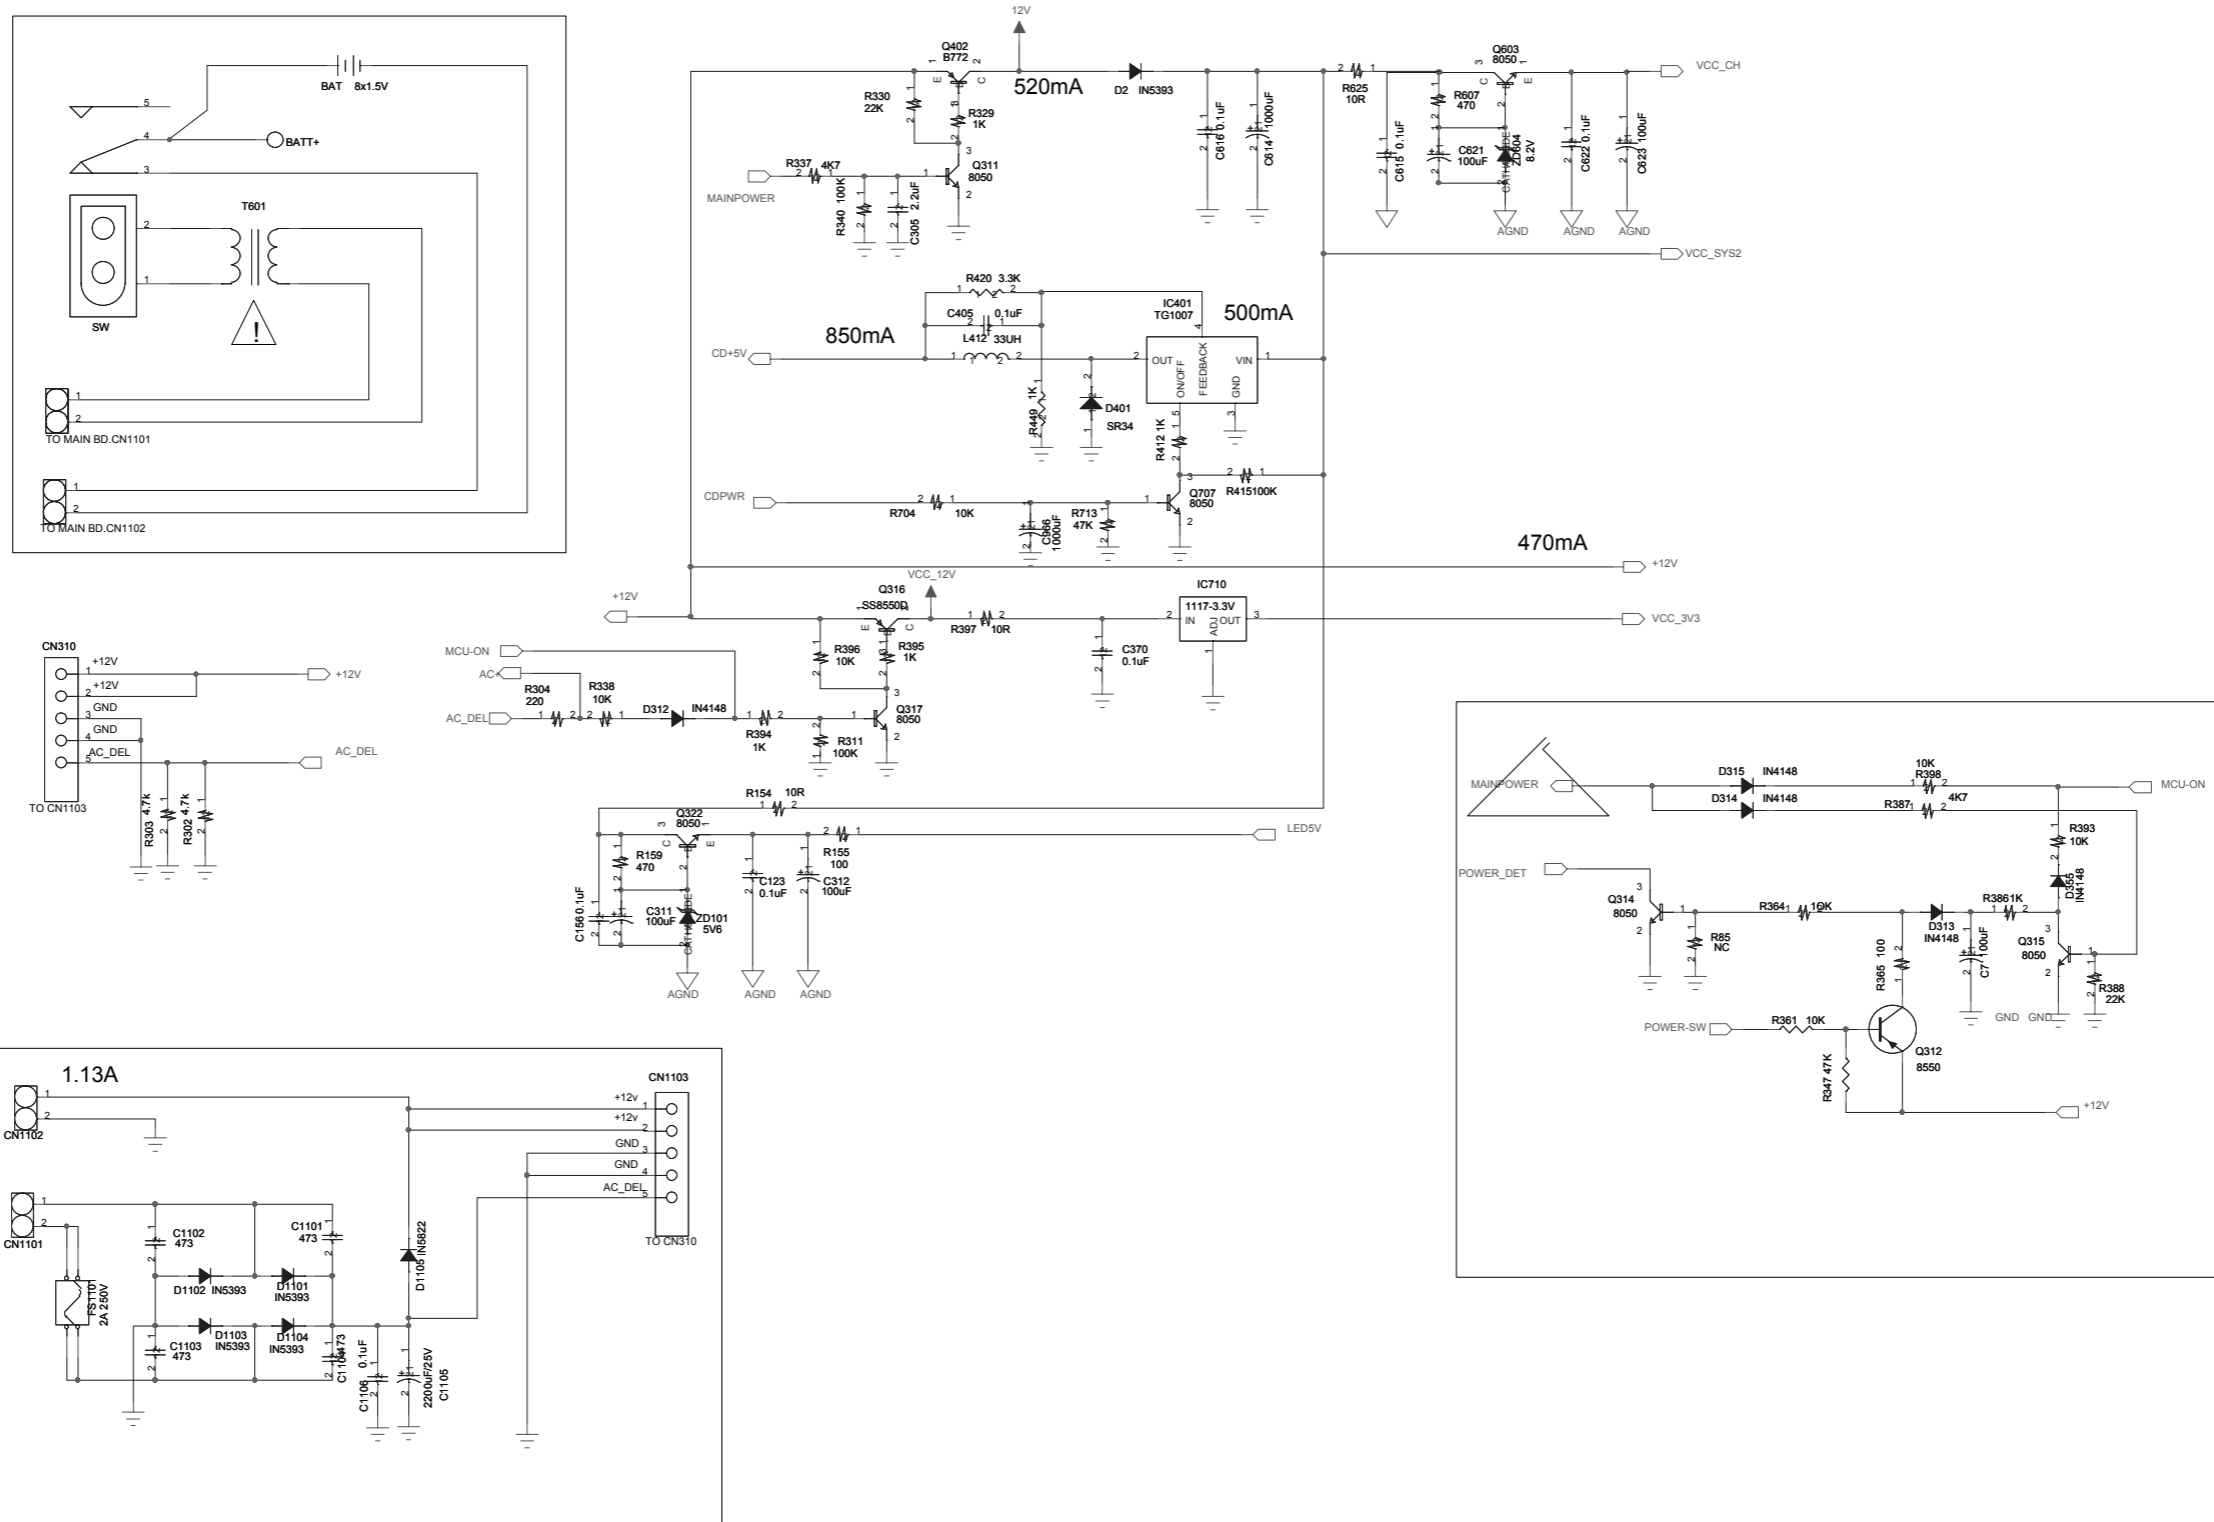 BAT 8x1.5V
5
4
BATT+
3
T601
2
1
SW
!
1
2
TO MAIN BD.CN1101
1
2
TO MAIN BD.CN1102
12V
Q402
B772
1 2
E C
520mA
D2 IN5393
R330
22K
R329
1K
R337 4K7
MAINPOWER
R340 100K
C305 2.2uF
Q311
8050
C616 0.1uF
C614 1000uF
R625
10R
R607
470
Q603
8050
VCC_CH
C615 0.1uF
C621
100uF
ZD604
8.2V
C622 0.1uF
C623 100uF
AGND
AGND
AGND
VCC_SYS2
R420 3.3K
C405 0.1uF
L412 33UH
850mA
CD+5V
IC401
TG1007
500mA
OUT
ON/OFF
FEEDBACK
VIN
GND
R449 1K
D401
SR34
R412 1K
CDPWR
R704 10K
C966
1000uF
R713
47K
Q707
8050
R415100K
470mA
+12V
+12V
VCC_12V
Q316
SS8550D
R397 10R
IC710
1117-3.3V
IN ADJ OUT
VCC_3V3
MCU-ON
AC+
AC_DEL
R304
220
R338
10K
D312 IN4148
R394
1K
R396
10K
R395
1K
R311
100K
Q317
8050
C370
0.1uF
CN310
+12V
+12V
GND
GND
AC_DEL
TO CN1103
+12V
AC_DEL
R303 4.7k
R302 4.7k
R154 10R
Q322
8050
R159
470
C156 0.1uF
C311
100uF
ZD101
5V6
C123
0.1uF
C312
100uF
R155
100
LED5V
AGND
AGND
AGND
MAINPOWER
D315 IN4148
D314 IN4148
10K
R398
R387 4K7
MCU-ON
R393
10K
D355
IN4148
POWER_DET
Q314
8050
R85
NC
R364 10K
D313
IN4148
R3861K
C7 100uF
Q315
8050
R388
22K
GND GND
R365 100
POWER-SW
R361 10K
R347 47K
Q312
8550
+12V
1.13A
CN1102
CN1101
FS1101
2A 250V
C1102
473
C1101
473
D1102 IN5393
D1101
IN5393
D1103
IN5393
D1104
IN5393
C1103
473
C1104 473
C1106 0.1uF
2200uF/25V
C1105
D1105 IN5822
CN1103
+12v
+12v
GND
GND
AC_DEL
TO CN310